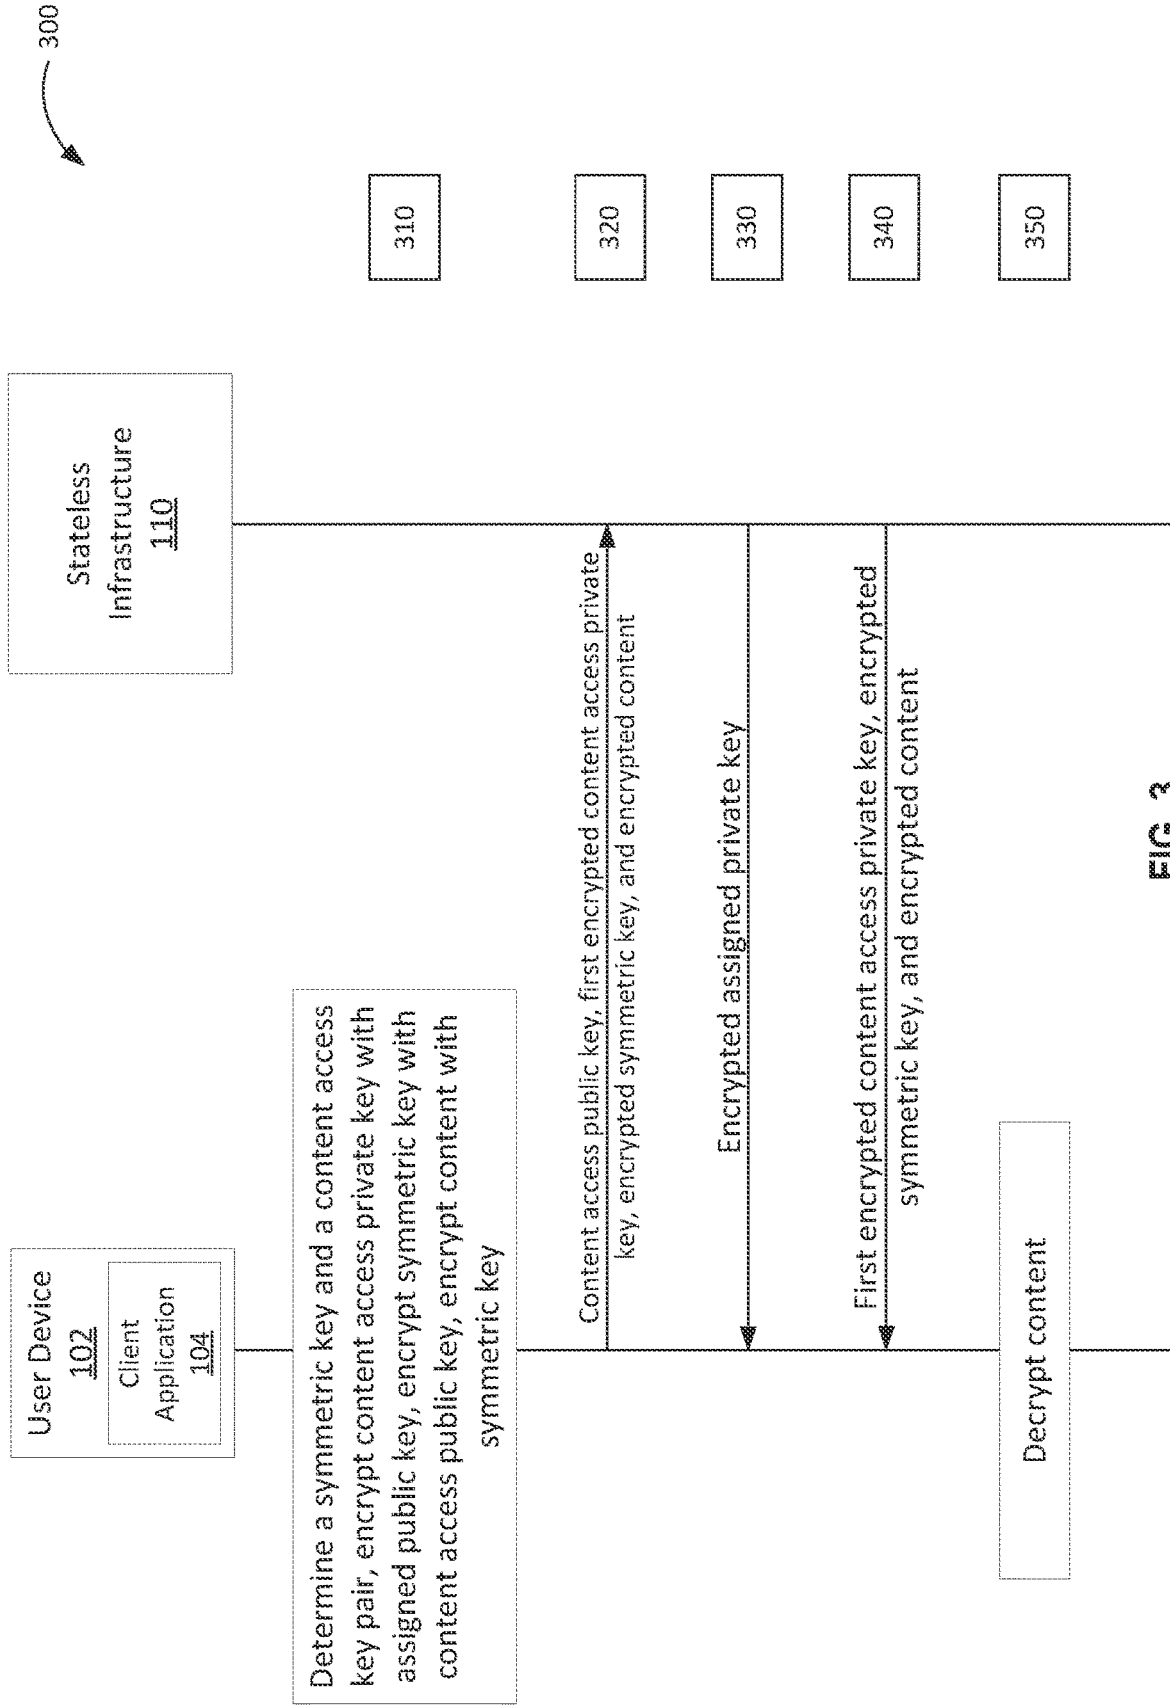 300
User Device
102
Client
Application
104
Stateless
Infrastructure
110
Determine a symmetric key and a content access
key pair, encrypt content access private key with
assigned public key, encrypt symmetric key with
content access public key, encrypt content with
symmetric key
310
Content access public key, first encrypted content access private
key, encrypted symmetric key, and encrypted content
320
Encrypted assigned private key
330
First encrypted content access private key, encrypted
symmetric key, and encrypted content
340
Decrypt content
350
FIG. 3